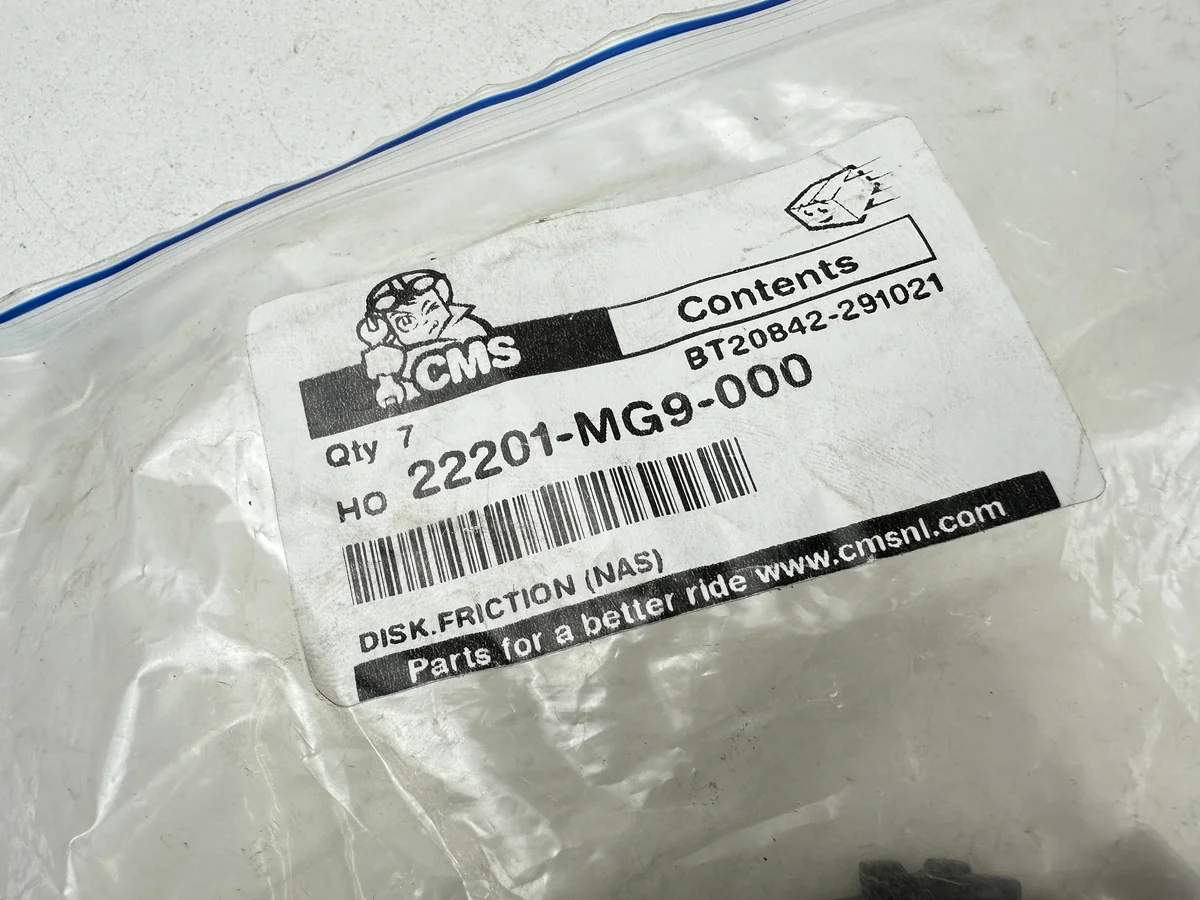 CMS
Contents
BT20842-291021
Qty 7
HO 22201-MG9-000
DISK.FRICTION (NAS)
Parts for a better ride www.cmsnl.com